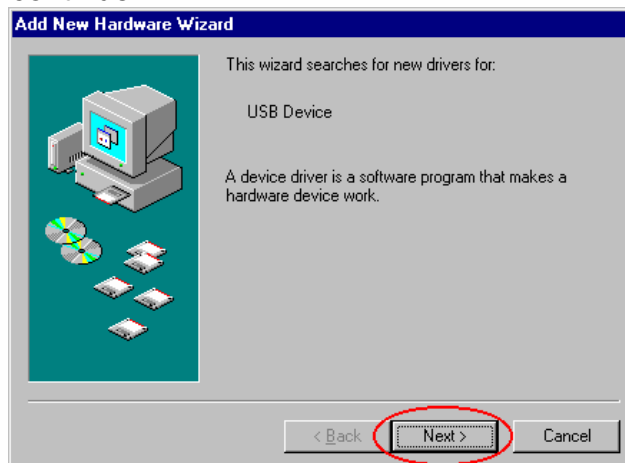 Add New Hardware Wizard
This wizard searches for new drivers for:
USB Device
A device driver is a software program that makes a
hardware device work.
< Back
Next >
Cancel